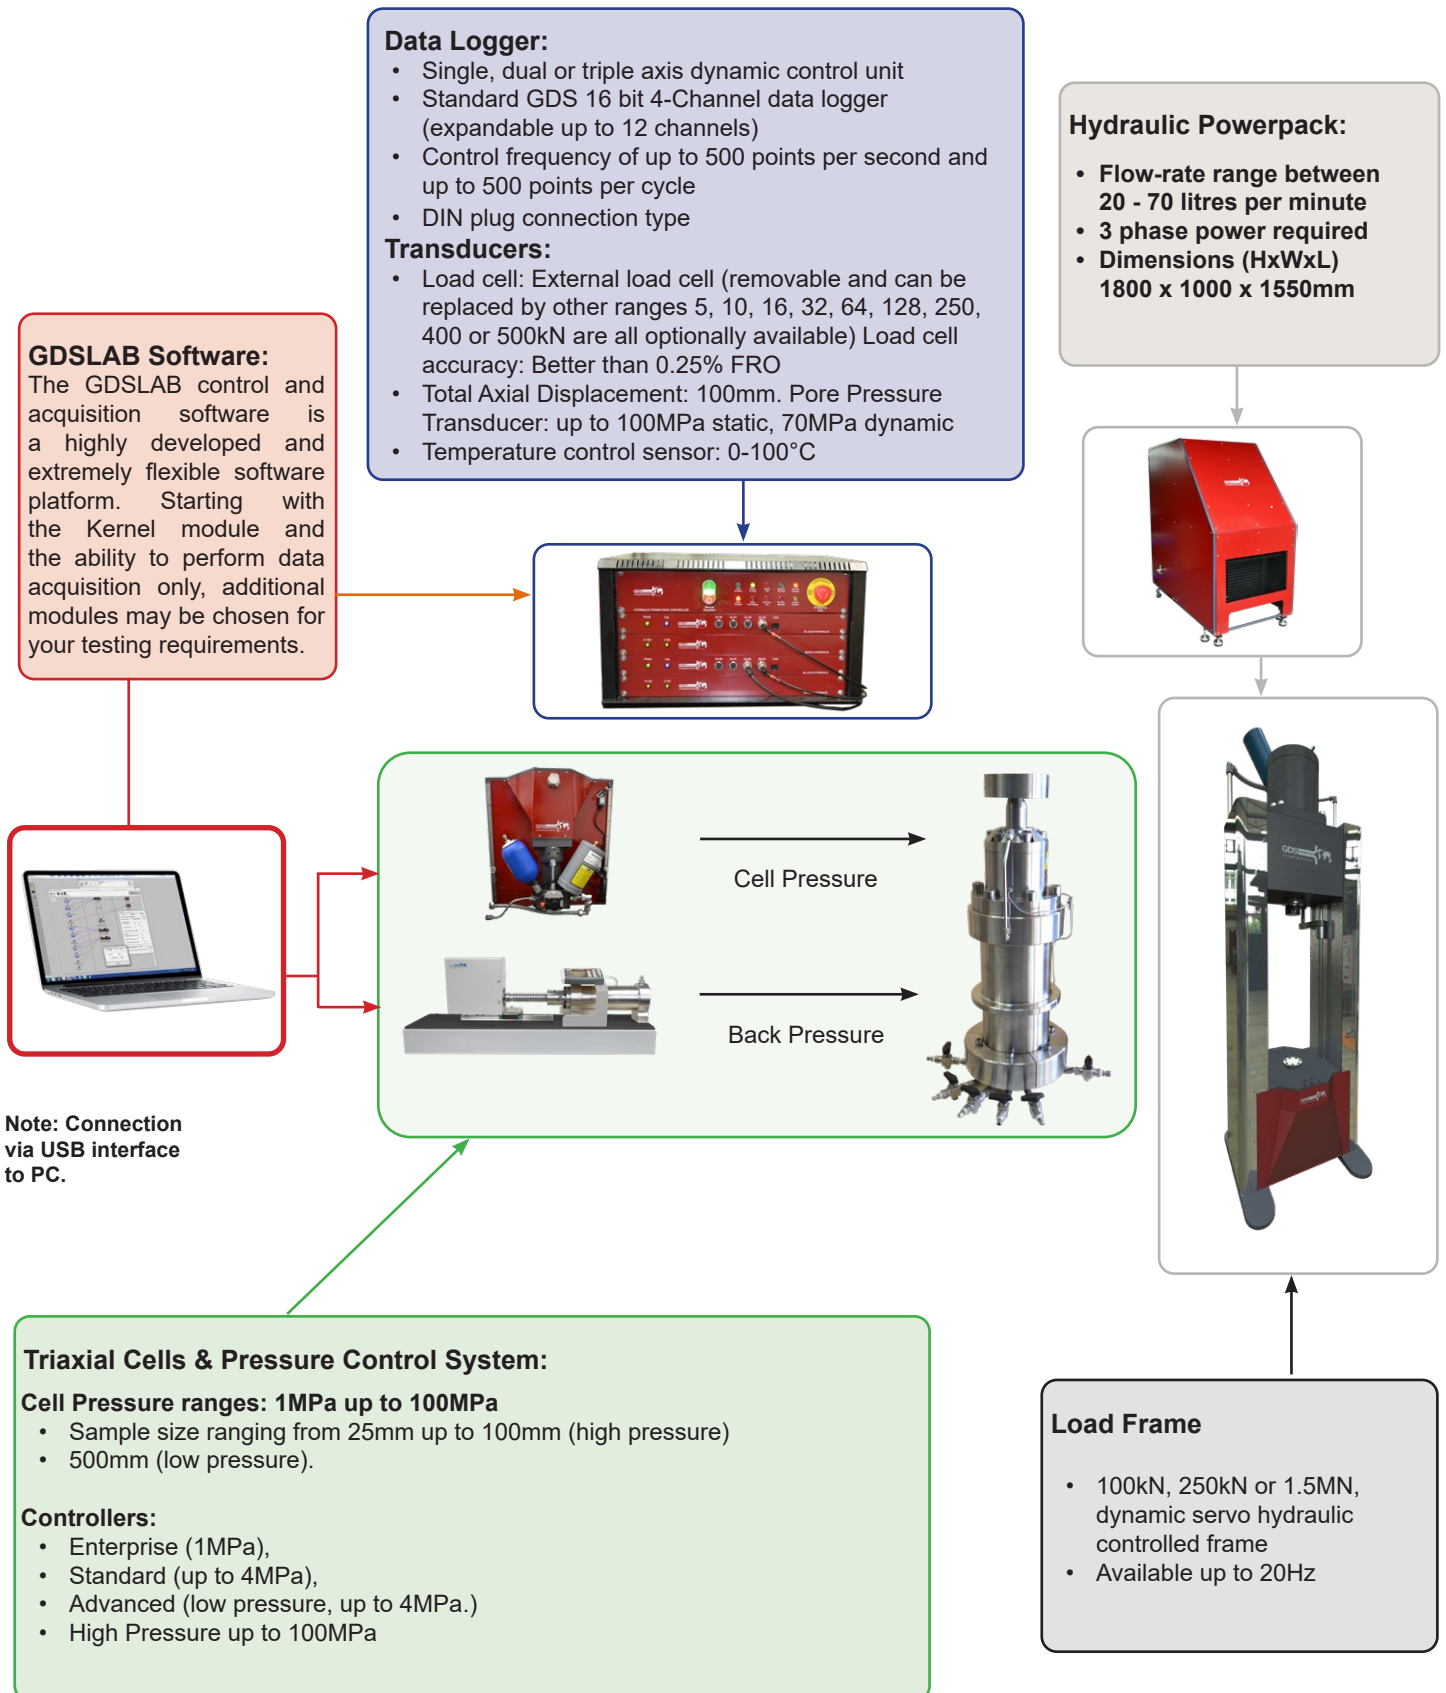 Data Logger:
• Single, dual or triple axis dynamic control unit
• Standard GDS 16 bit 4-Channel data logger
(expandable up to 12 channels)
• Control frequency of up to 500 points per second and
up to 500 points per cycle
• DIN plug connection type
Transducers:
• Load cell: External load cell (removable and can be
replaced by other ranges 5, 10, 16, 32, 64, 128, 250,
400 or 500kN are all optionally available) Load cell
accuracy: Better than 0.25% FRO
• Total Axial Displacement: 100mm. Pore Pressure
Transducer: up to 100MPa static, 70MPa dynamic
• Temperature control sensor: 0-100°C
Hydraulic Powerpack:
• Flow-rate range between
20 - 70 litres per minute
• 3 phase power required
• Dimensions (HxWxL)
1800 x 1000 x 1550mm
GDSLAB Software:
The GDSLAB control and
acquisition software is
a highly developed and
extremely flexible software
platform. Starting with
the Kernel module and
the ability to perform data
acquisition only, additional
modules may be chosen for
your testing requirements.
Cell Pressure
Back Pressure
GDS
Note: Connection
via USB interface
to PC.
Triaxial Cells & Pressure Control System:
Cell Pressure ranges: 1MPa up to 100MPa
• Sample size ranging from 25mm up to 100mm (high pressure)
• 500mm (low pressure).
Controllers:
• Enterprise (1MPa),
• Standard (up to 4MPa),
• Advanced (low pressure, up to 4MPa.)
• High Pressure up to 100MPa
Load Frame
• 100kN, 250kN or 1.5MN,
dynamic servo hydraulic
controlled frame
• Available up to 20Hz